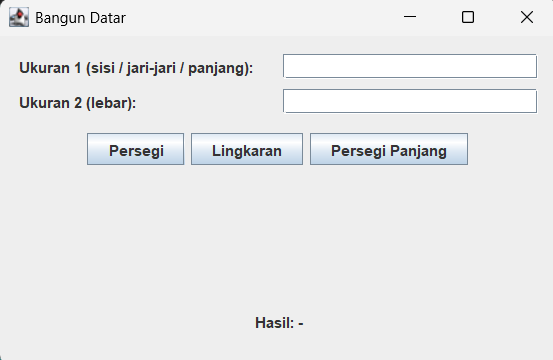 Bangun Datar
Ukuran 1 (sisi / jari-jari / panjang):
Ukuran 2 (lebar):
Persegi Lingkaran Persegi Panjang
Hasil: -